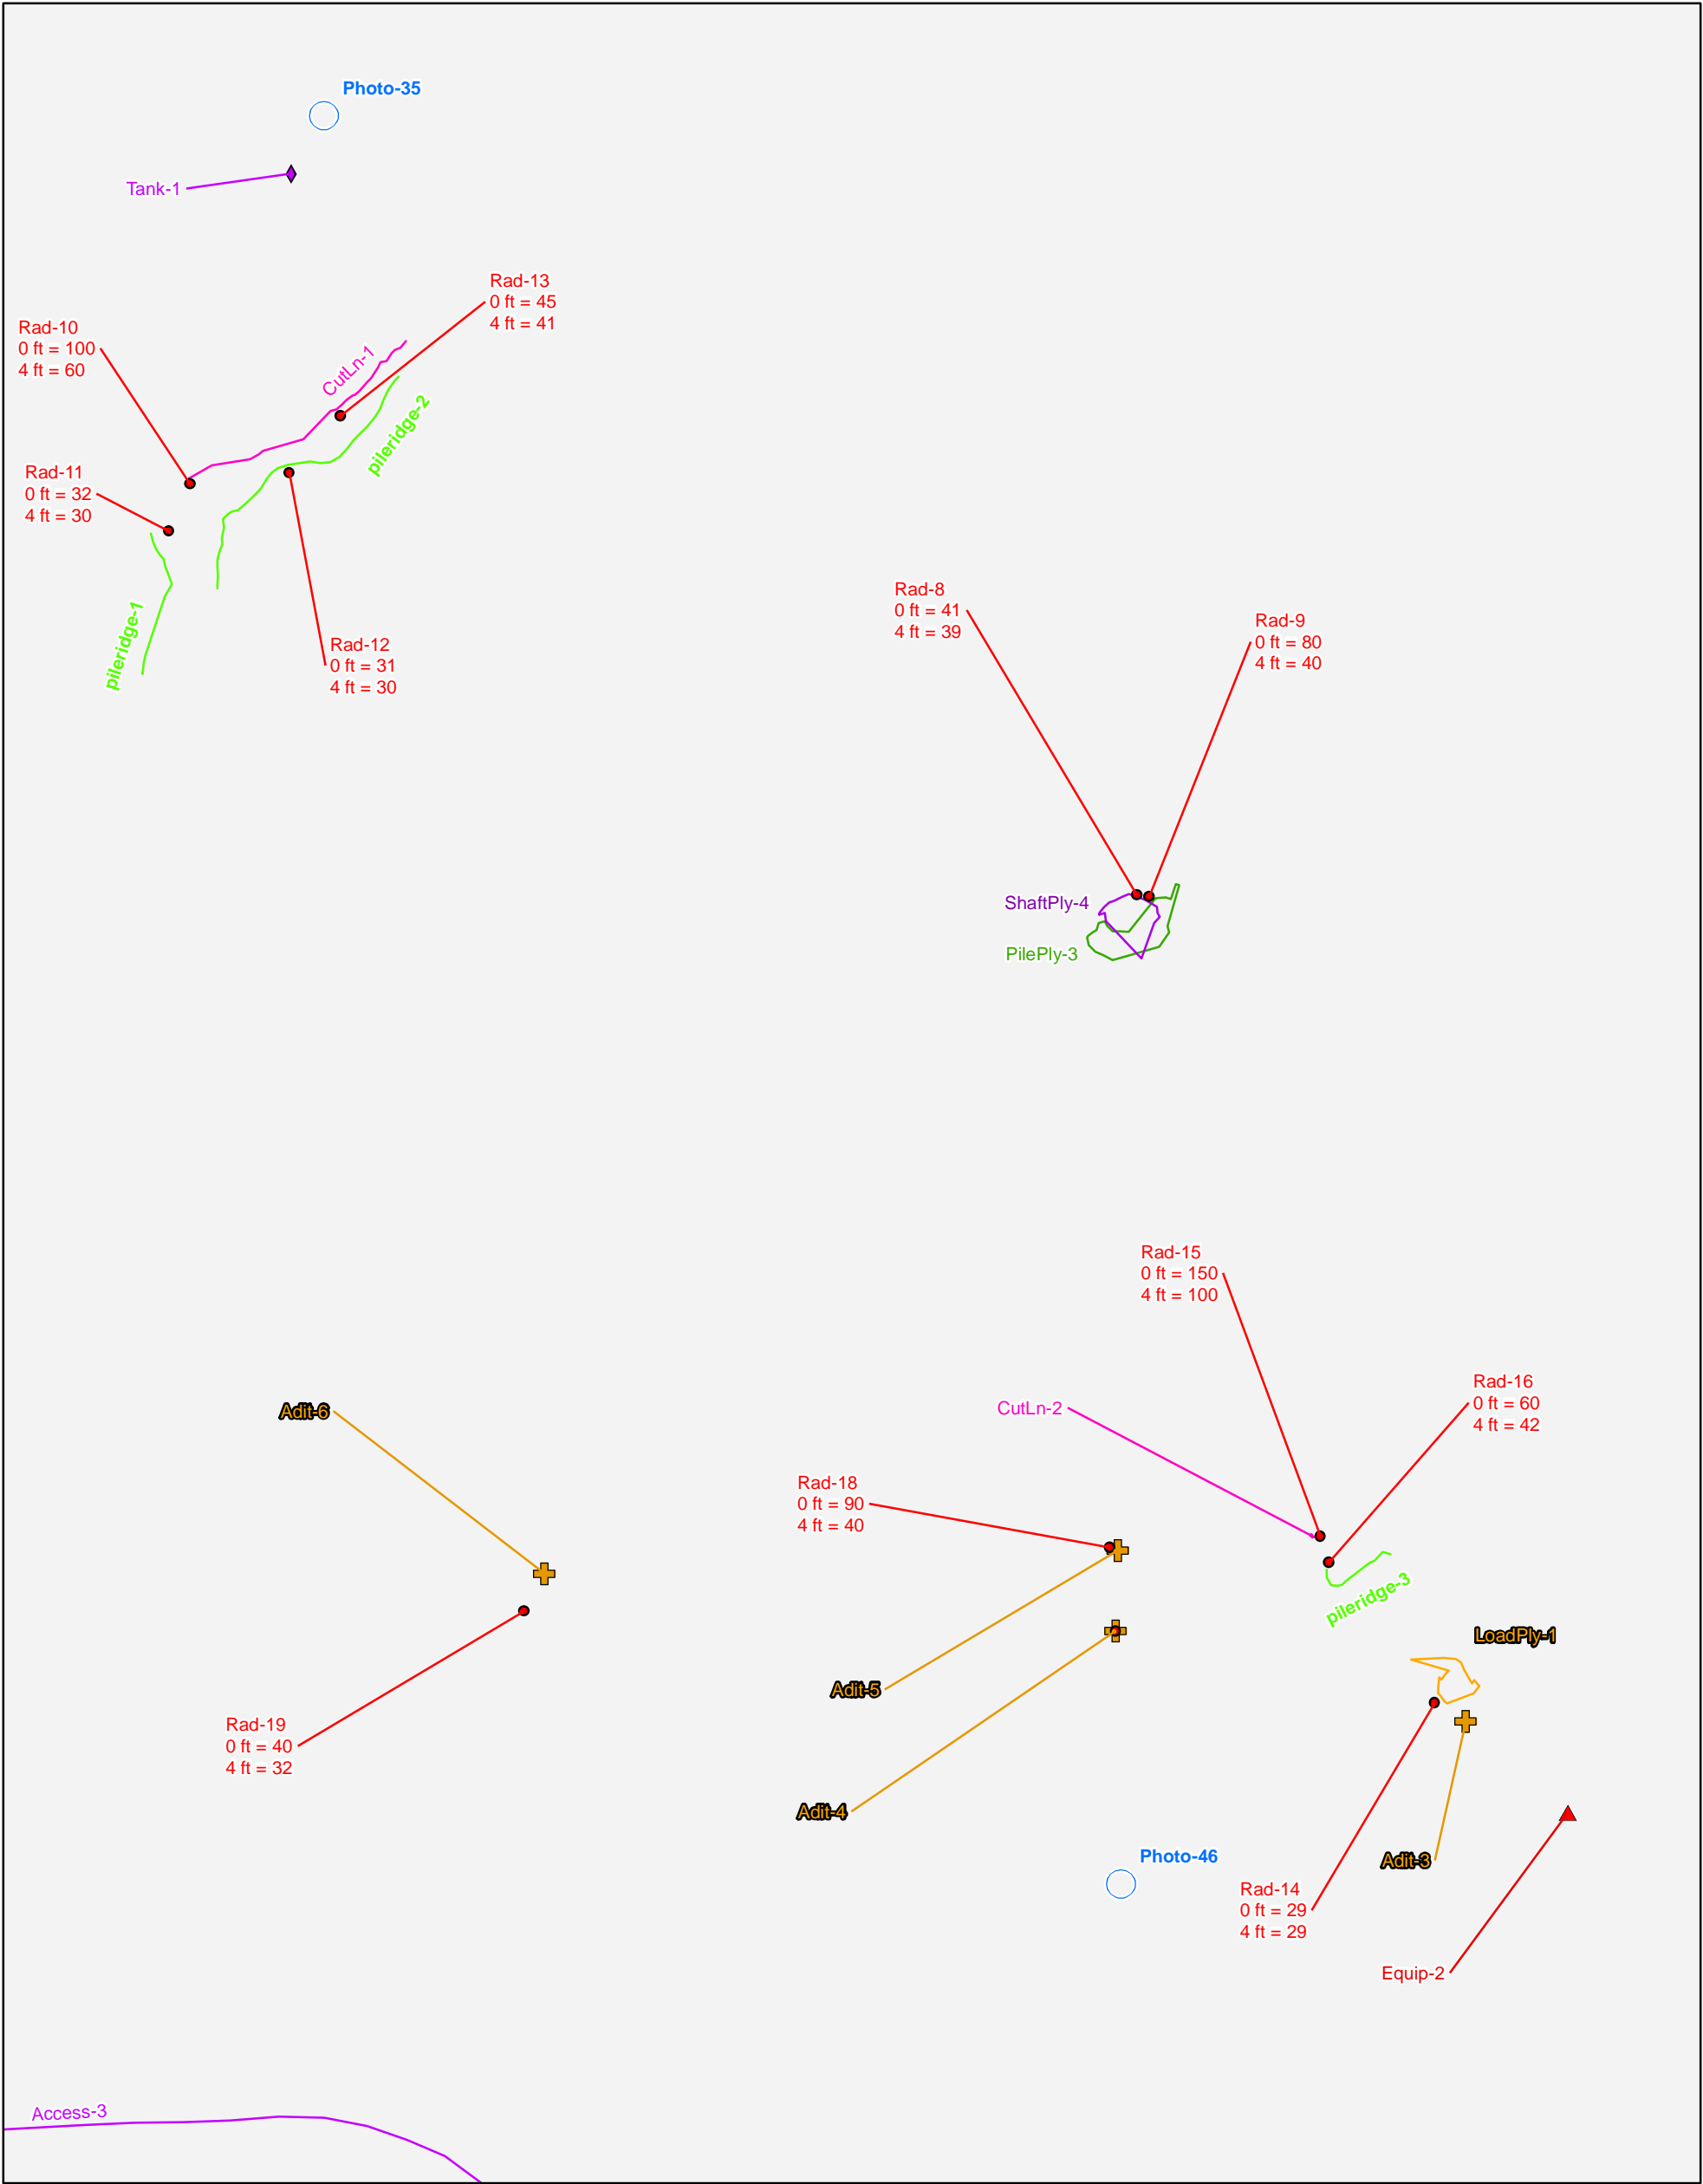 Photo-35
Tank-1
Rad-13
0 ft = 45
4 ft = 41
Rad-10
0 ft = 100
4 ft = 60
CutLn-1
pileridge-2
Rad-11
0 ft = 32
4 ft = 30
pileridge-1
Rad-12
0 ft = 31
4 ft = 30
Rad-8
0 ft = 41
4 ft = 39
Rad-9
0 ft = 80
4 ft = 40
ShaftPly-4
PilePly-3
Rad-15
0 ft = 150
4 ft = 100
Rad-16
0 ft = 60
4 ft = 42
Adit-6
CutLn-2
Rad-18
0 ft = 90
4 ft = 40
pileridge-3
LoadPly-1
Adit-5
Rad-19
0 ft = 40
4 ft = 32
Adit-4
Photo-46
Adit-3
Rad-14
0 ft = 29
4 ft = 29
Equip-2
Access-3